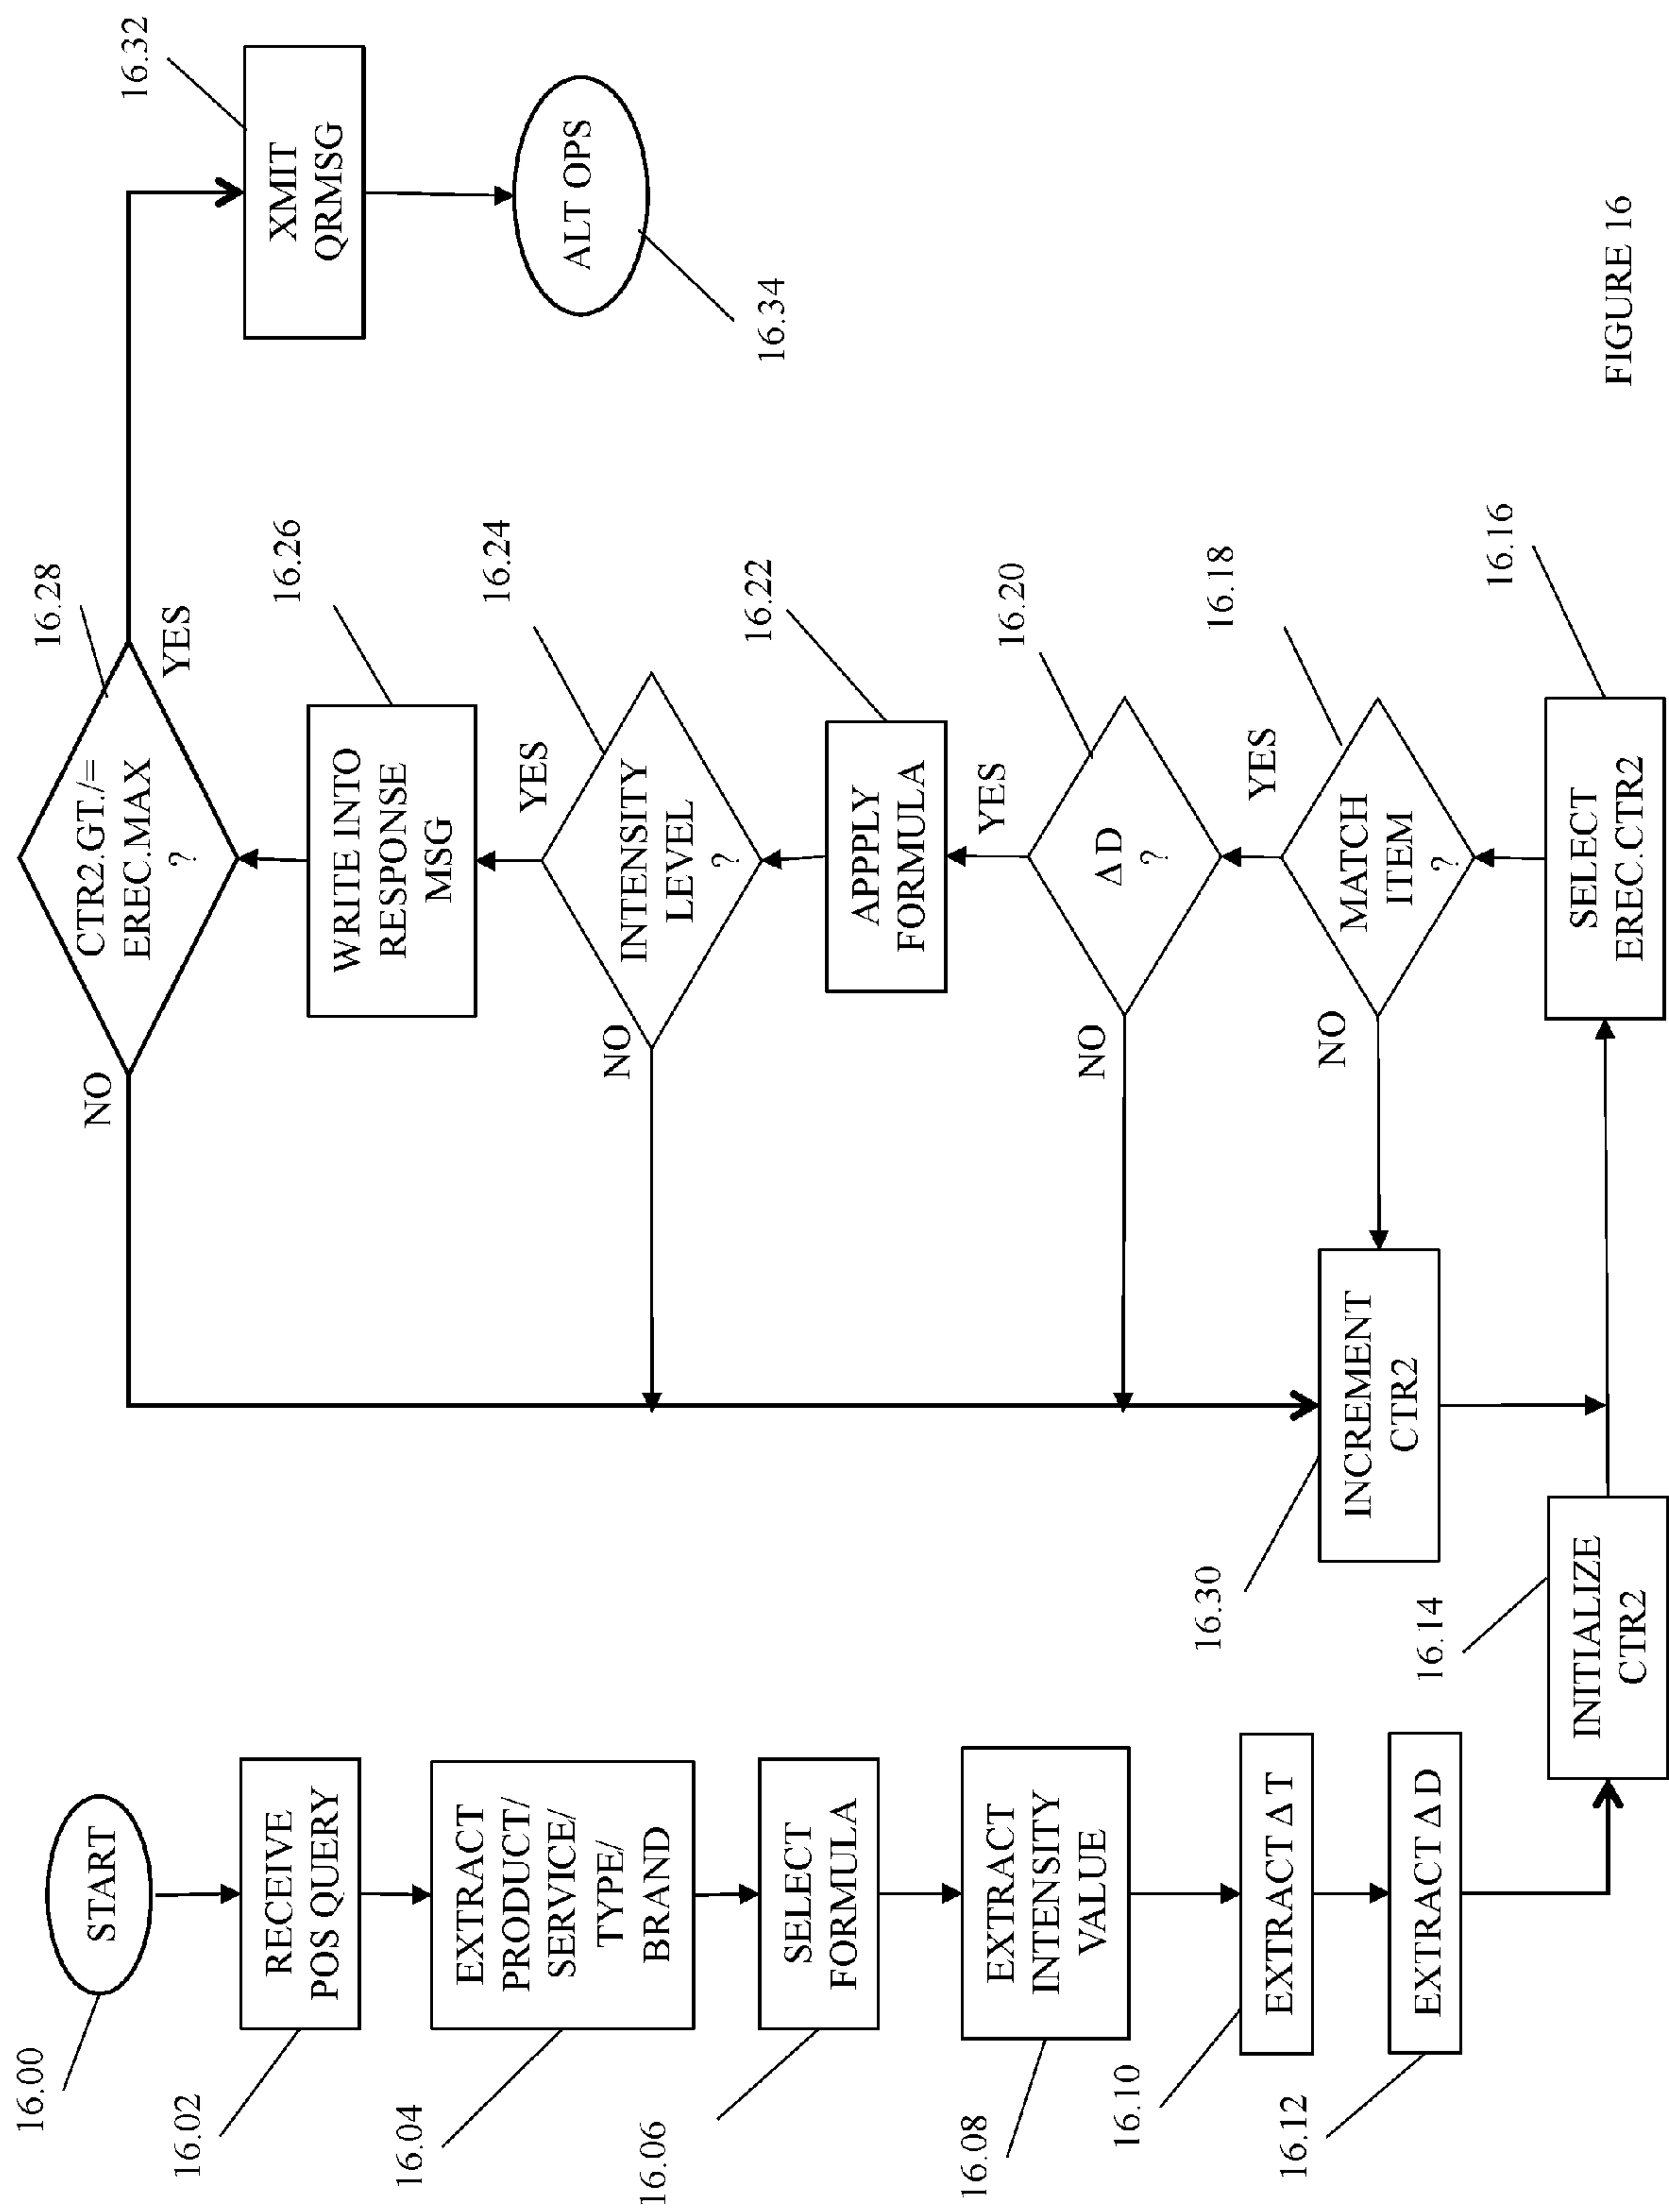 16.00
START
16.02
RECEIVE
POS QUERY
16.04
EXTRACT
PRODUCT/
SERVICE/
TYPE/
BRAND
16.06
SELECT
FORMULA
16.08
EXTRACT
INTENSITY
VALUE
16.10
EXTRACT Δ T
16.12
EXTRACT Δ D
16.14
INITIALIZE
CTR2
16.30
INCREMENT
CTR2
16.28
CTR2.GT./=
EREC.MAX
?
NO
YES
16.26
WRITE INTO
RESPONSE
MSG
16.24
YES
INTENSITY
LEVEL
?
NO
16.22
APPPLY
FORMULA
YES
16.20
Δ D
?
NO
16.18
YES
MATCH
ITEM
?
NO
16.16
SELECT
EREC.CTR2
16.32
XMIT
QRMSG
ALT OPS
16.34
FIGURE 16